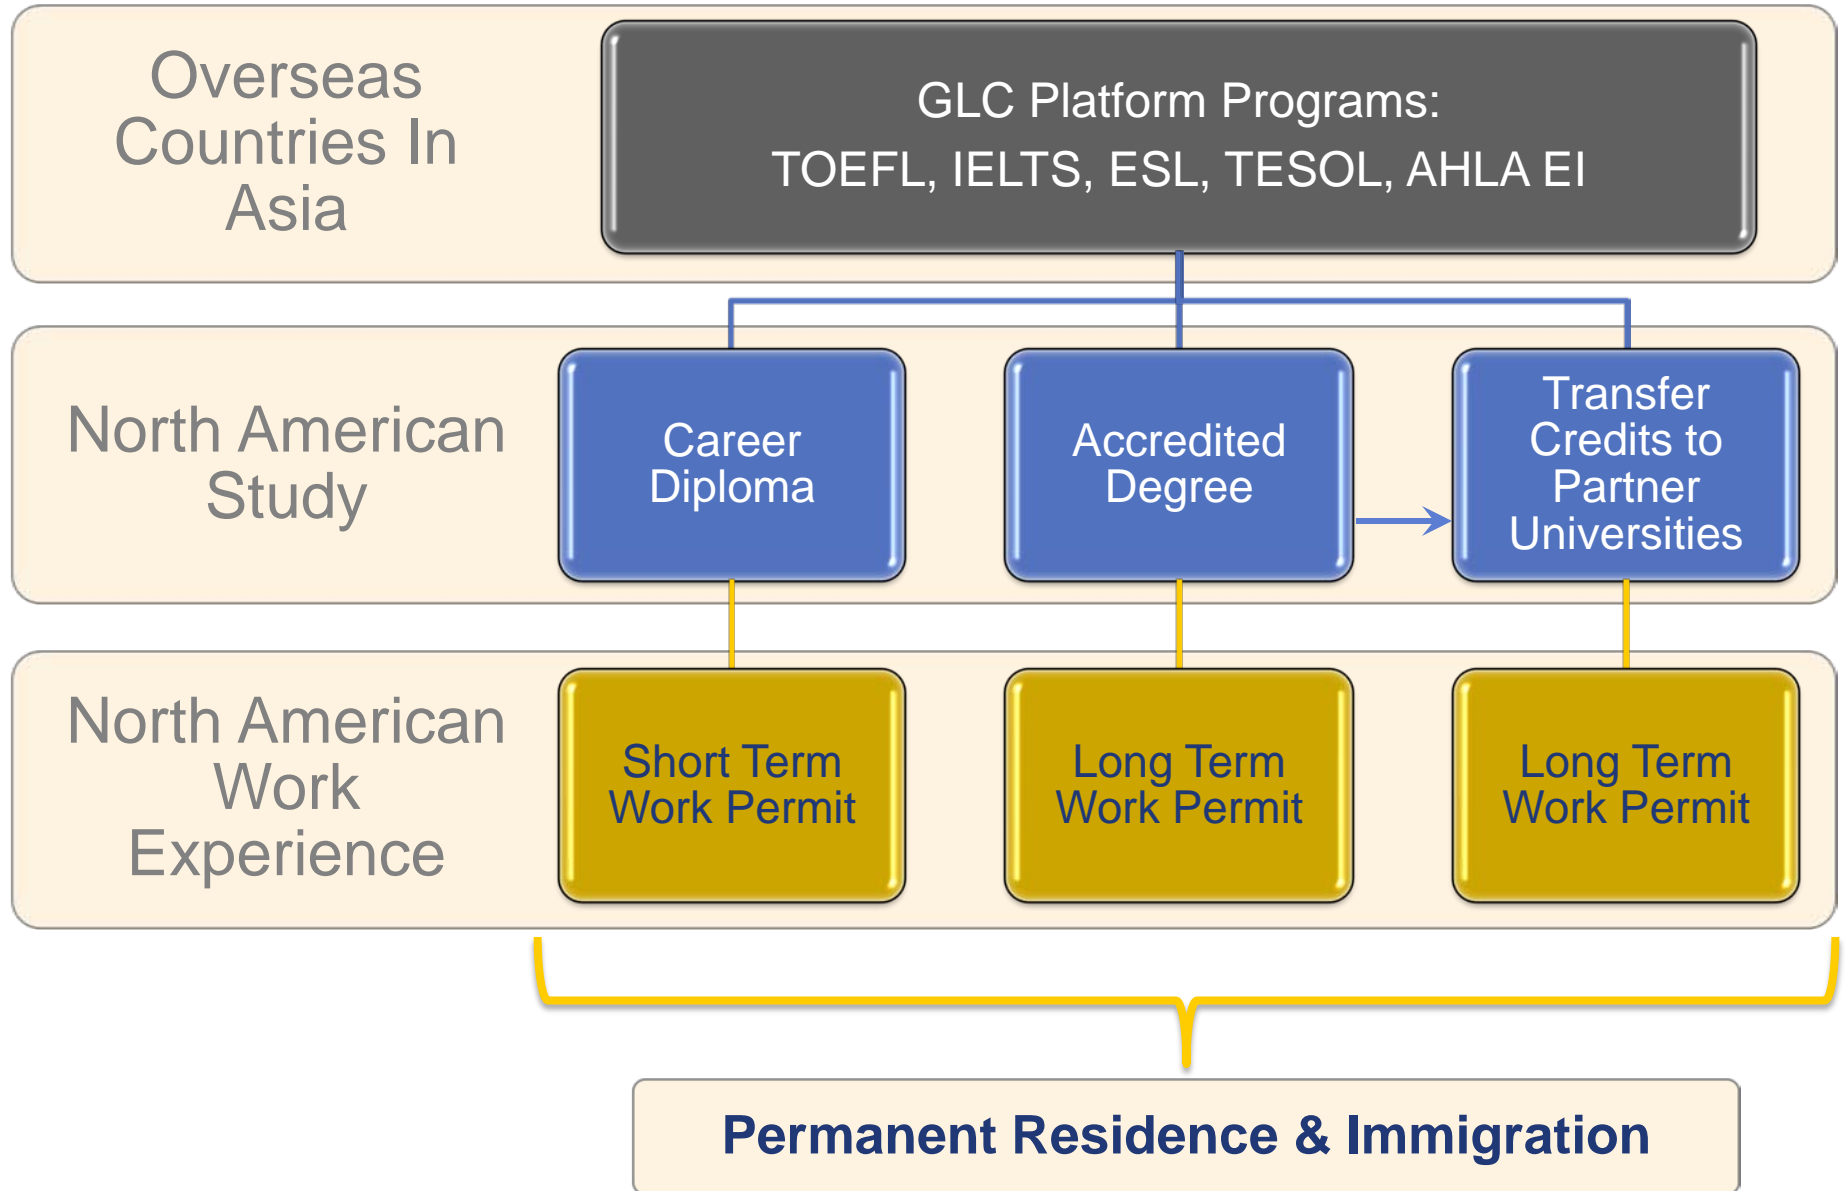 Overseas
Countries In
Asia
GLC Platform Programs:
TOEFL, IELTS, ESL, TESOL, AHLA EI
North American
Study
Career
Diploma
Accredited
Degree
Transfer
Credits to
Partner
Universities
North American
Work
Experience
Short Term
Work Permit
Long Term
Work Permit
Long Term
Work Permit
Permanent Residence & Immigration